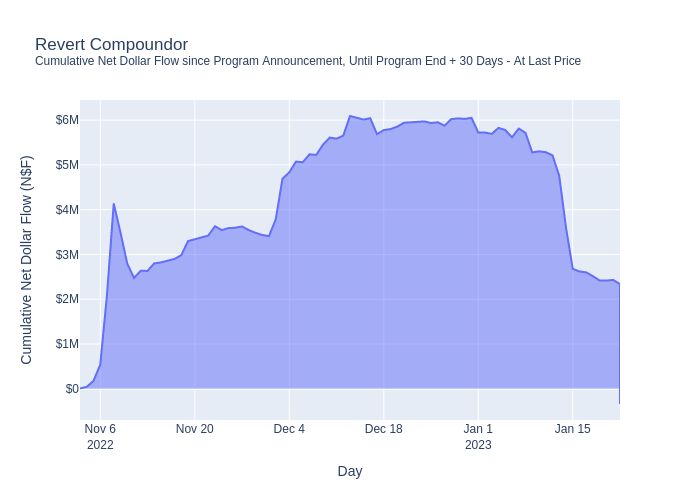 Revert Compoundor
Cumulative Net Dollar Flow since Program Announcement, Until Program End + 30 Days - At Last Price
Cumulative Net Dollar Flow (N$F)
$6M
$5M
$4M
$3M
$2M
$1M
$0
Nov 6
2022
Nov 20
Dec 4
Dec 18
Jan 1
2023
Jan 15
Day